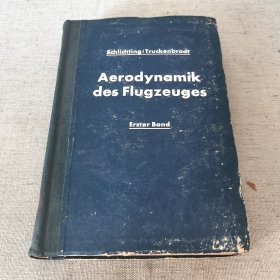 Schlichting/Truckenbrodt
Aerodynamik
des Flugzeuges
Erster Band